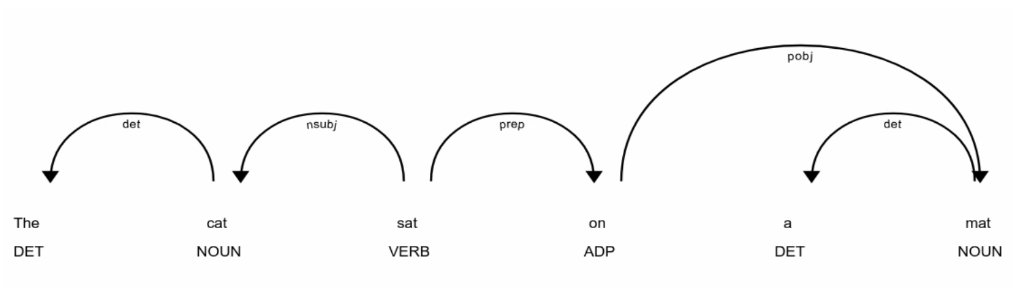 pobj
det nsubj prep det
The cat sat on a mat
DET NOUN VERB ADP DET NOUN